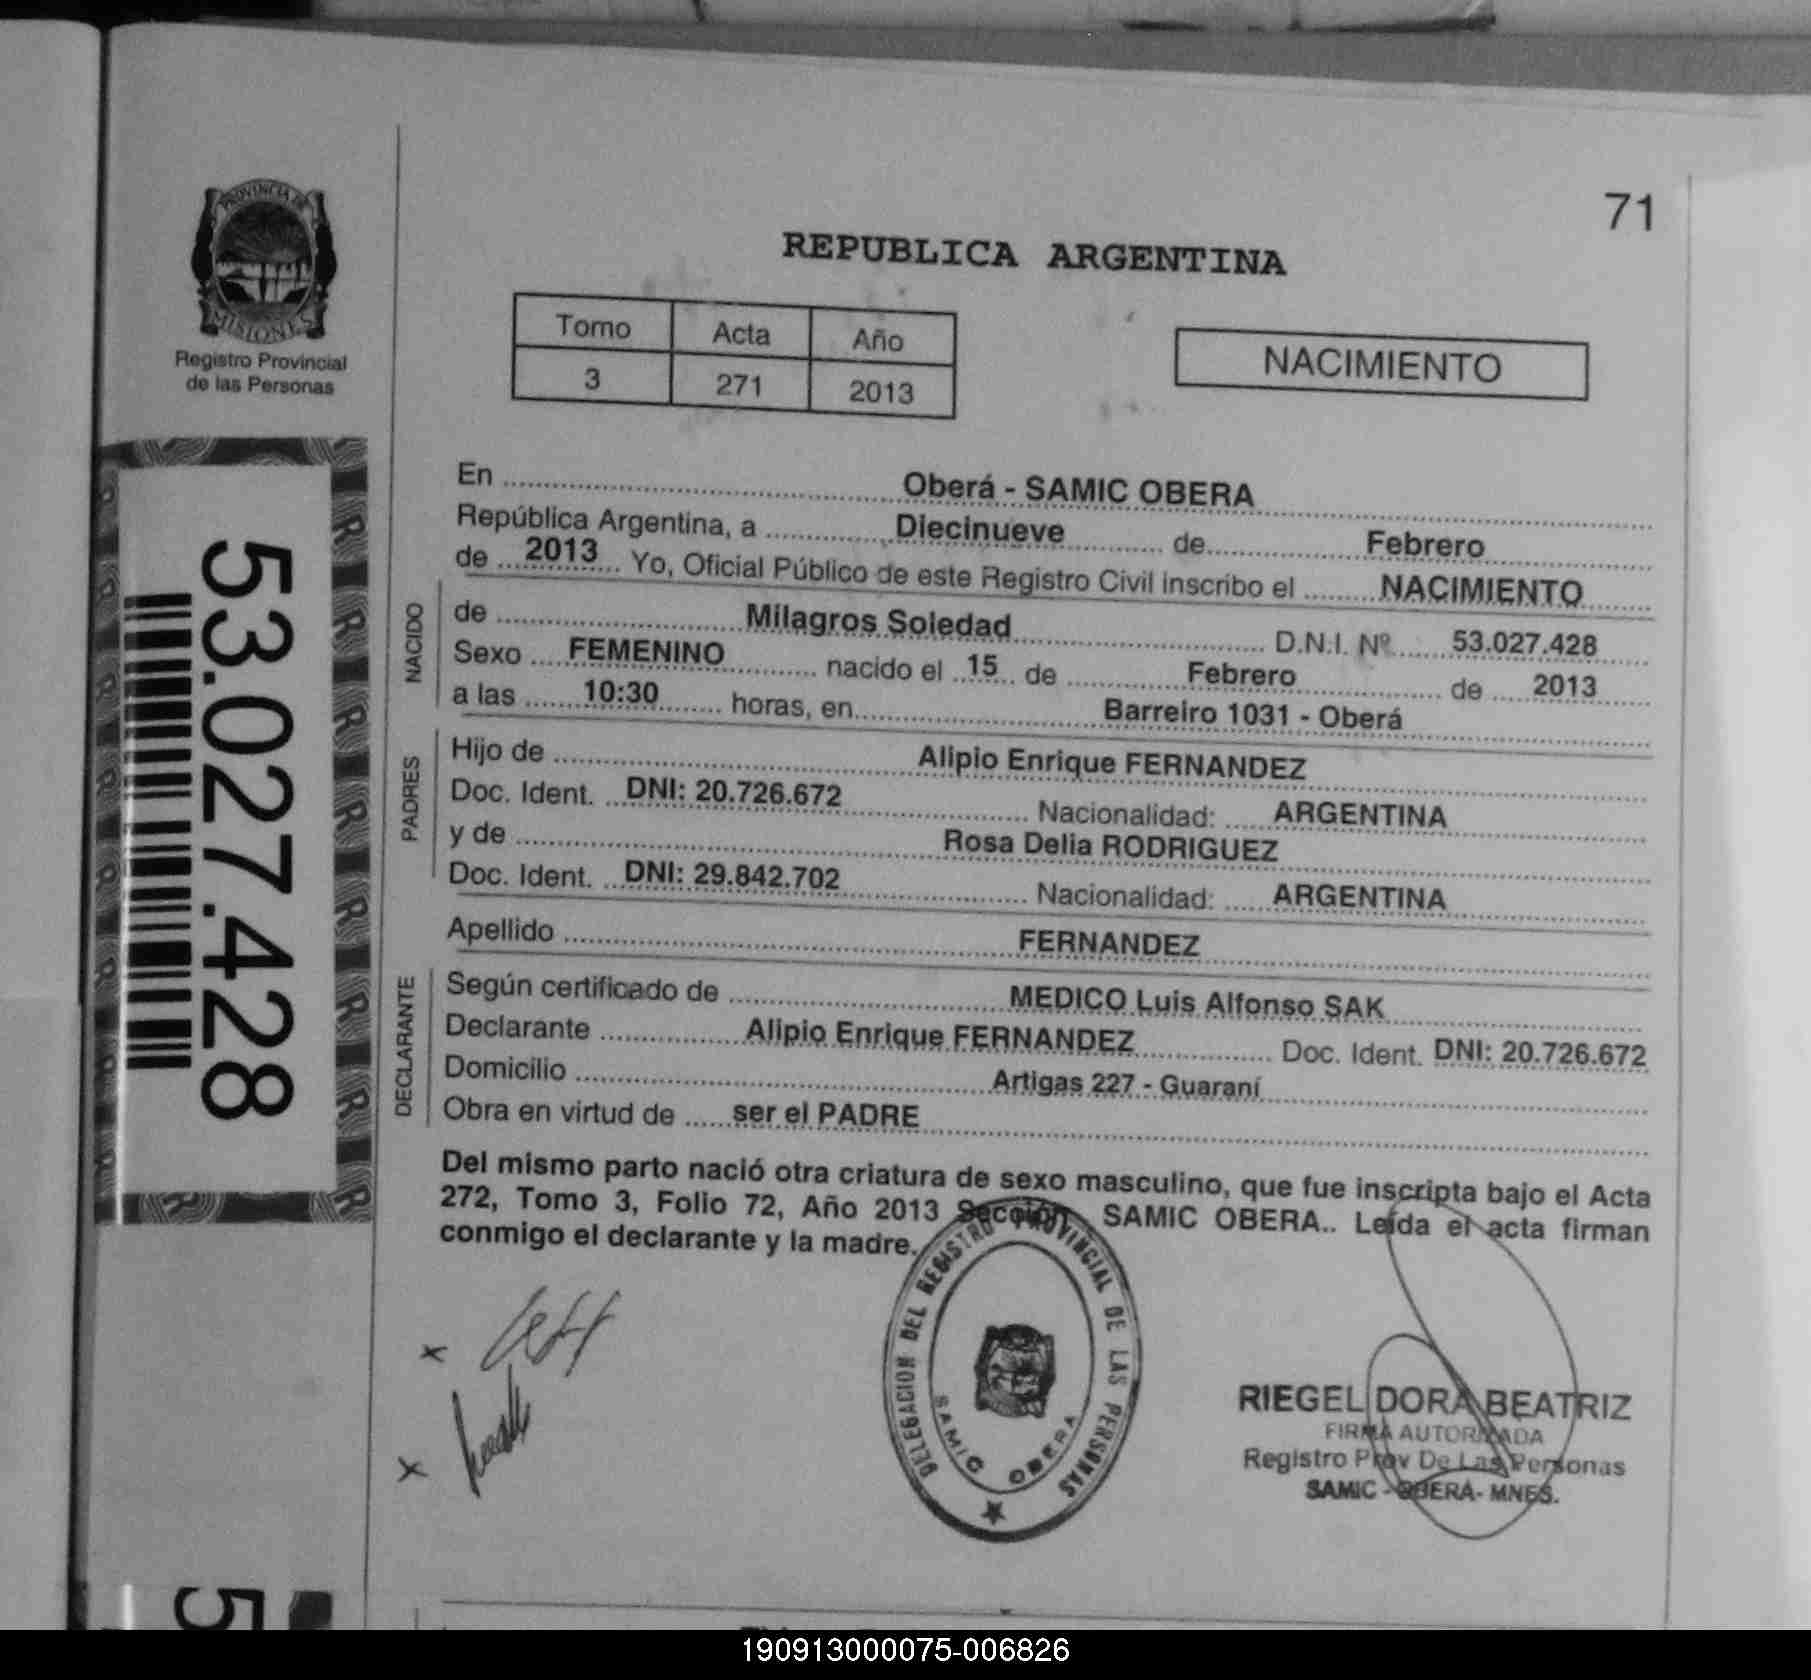 71
PROVINCIA DE
MISIONES
Registro Provincial
de las Personas
REPUBLICA ARGENTINA
Tomo Acta Año
3 271 2013
NACIMIENTO
53.027.428
En Oberá - SAMIC OBERA
República Argentina, a Diecinueve de Febrero
de 2013 Yo, Oficial Público de este Registro Civil inscribo el NACIMIENTO
NACIDO
de Milagros Soledad D.N.I. Nº 53.027.428
Sexo FEMENINO nacido el 15 de Febrero de 2013
a las 10:30 horas, en Barreiro 1031 - Oberá
PADRES
Hijo de Alipio Enrique FERNANDEZ
Doc. Ident. DNI: 20.726.672 Nacionalidad: ARGENTINA
y de Rosa Delia RODRIGUEZ
Doc. Ident. DNI: 29.842.702 Nacionalidad: ARGENTINA
Apellido FERNANDEZ
DECLARANTE
Según certificado de MEDICO Luis Alfonso SAK
Declarante Alipio Enrique FERNANDEZ Doc. Ident. DNI: 20.726.672
Domicilio Artigas 227 - Guaraní
Obra en virtud de ser el PADRE
Del mismo parto nació otra criatura de sexo masculino, que fue inscripta bajo el Acta
272, Tomo 3, Folio 72, Año 2013 Sección SAMIC OBERA.. Leída el acta firman
conmigo el declarante y la madre.
DELEGACION DEL REGISTRO PROVINCIAL DE LAS PERSONAS
SAMIC OBERA
RIEGEL DORA BEATRIZ
FIRMA AUTORIZADA
Registro Prov De Las Personas
SAMIC - OBERA- MNES.
5
190913000075-006826